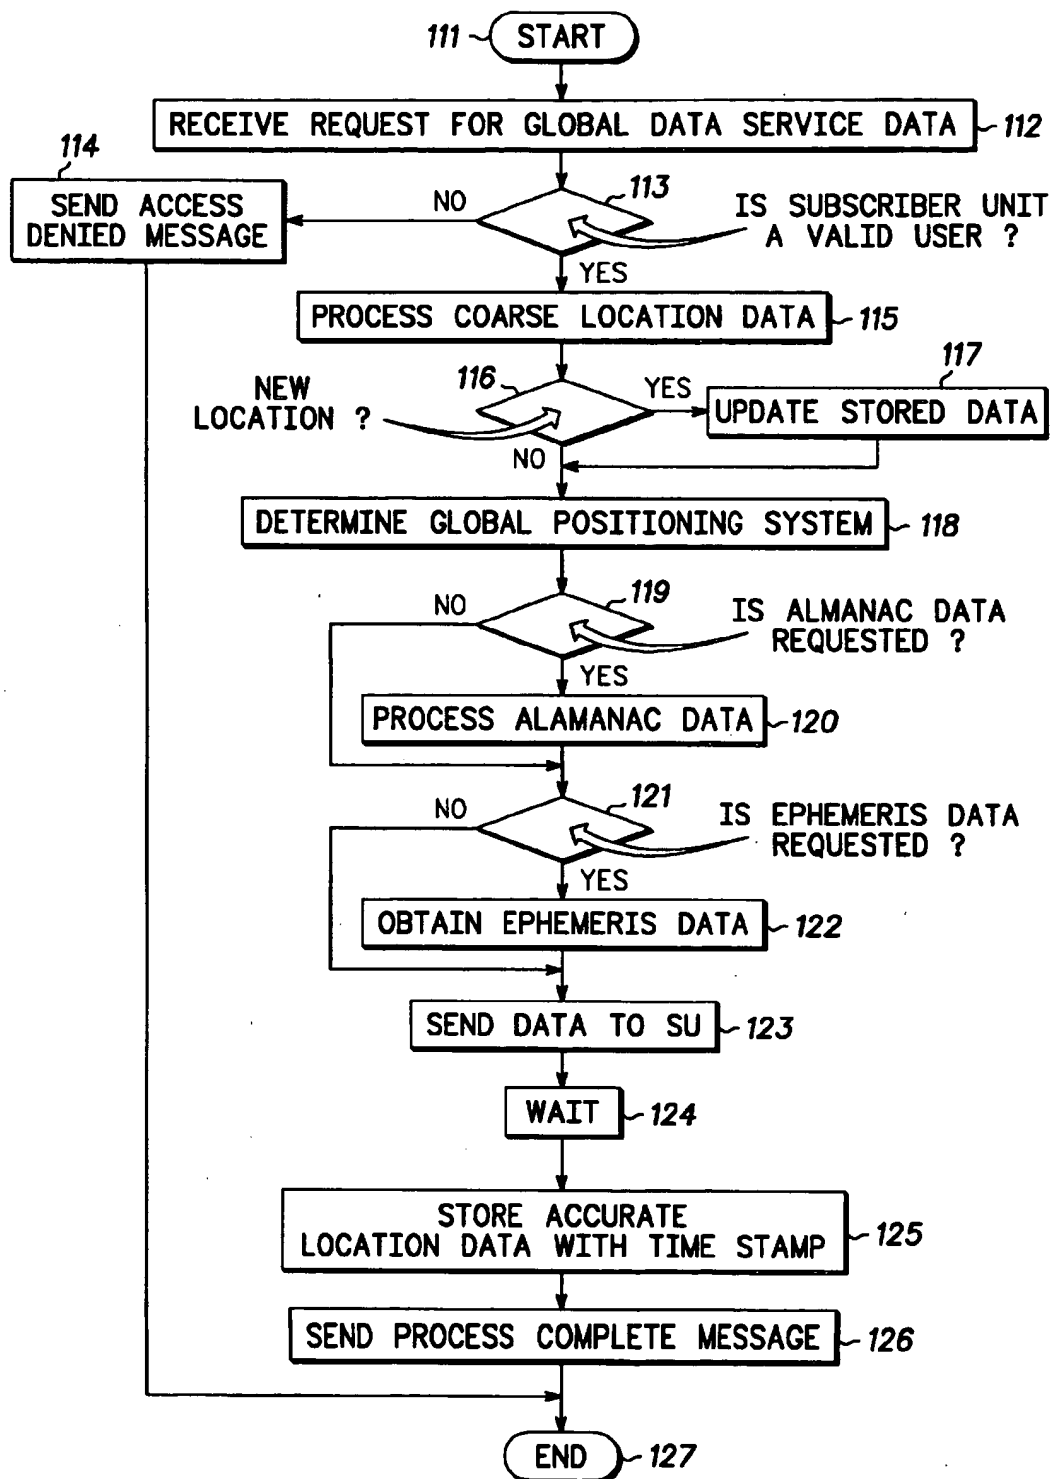 111
START
RECEIVE REQUEST FOR GLOBAL DATA SERVICE DATA
112
114
SEND ACCESS
DENIED MESSAGE
NO
113
IS SUBSCRIBER UNIT
A VALID USER ?
YES
PROCESS COARSE LOCATION DATA
115
NEW
LOCATION ?
116
YES
117
UPDATE STORED DATA
NO
DETERMINE GLOBAL POSITIONING SYSTEM
118
NO
119
IS ALMANAC DATA
REQUESTED ?
YES
PROCESS ALAMANAC DATA
120
NO
121
IS EPHEMERIS DATA
REQUESTED ?
YES
OBTAIN EPHEMERIS DATA
122
SEND DATA TO SU
123
WAIT
124
STORE ACCURATE
LOCATION DATA WITH TIME STAMP
125
SEND PROCESS COMPLETE MESSAGE
126
END
127